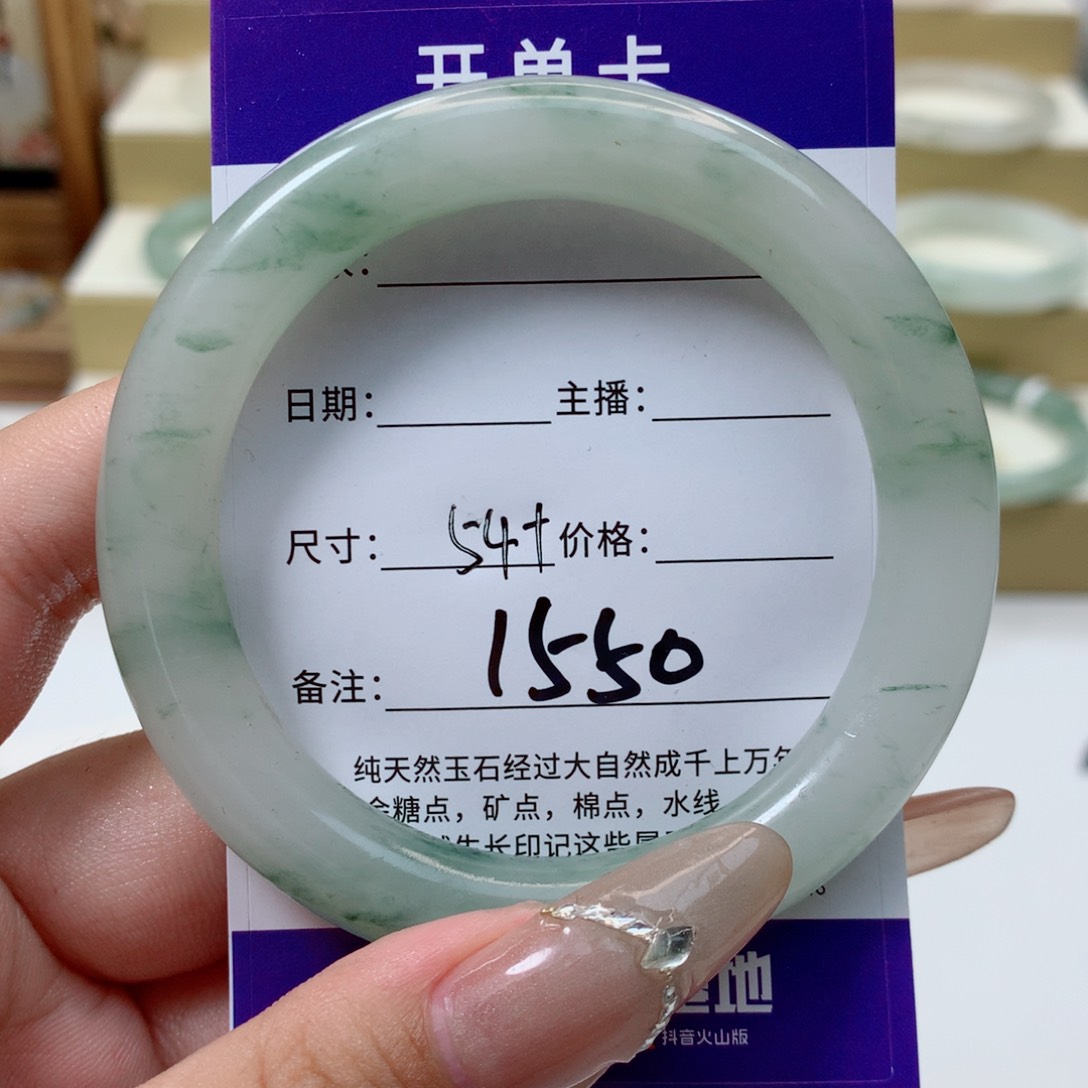 开单卡
日期： 主播：
尺寸：54+ 价格：
1550
备注：
纯天然玉石经过大自然成千上万年
含糖点，矿点，棉点，水线
生长印记这些
地
抖音火山版